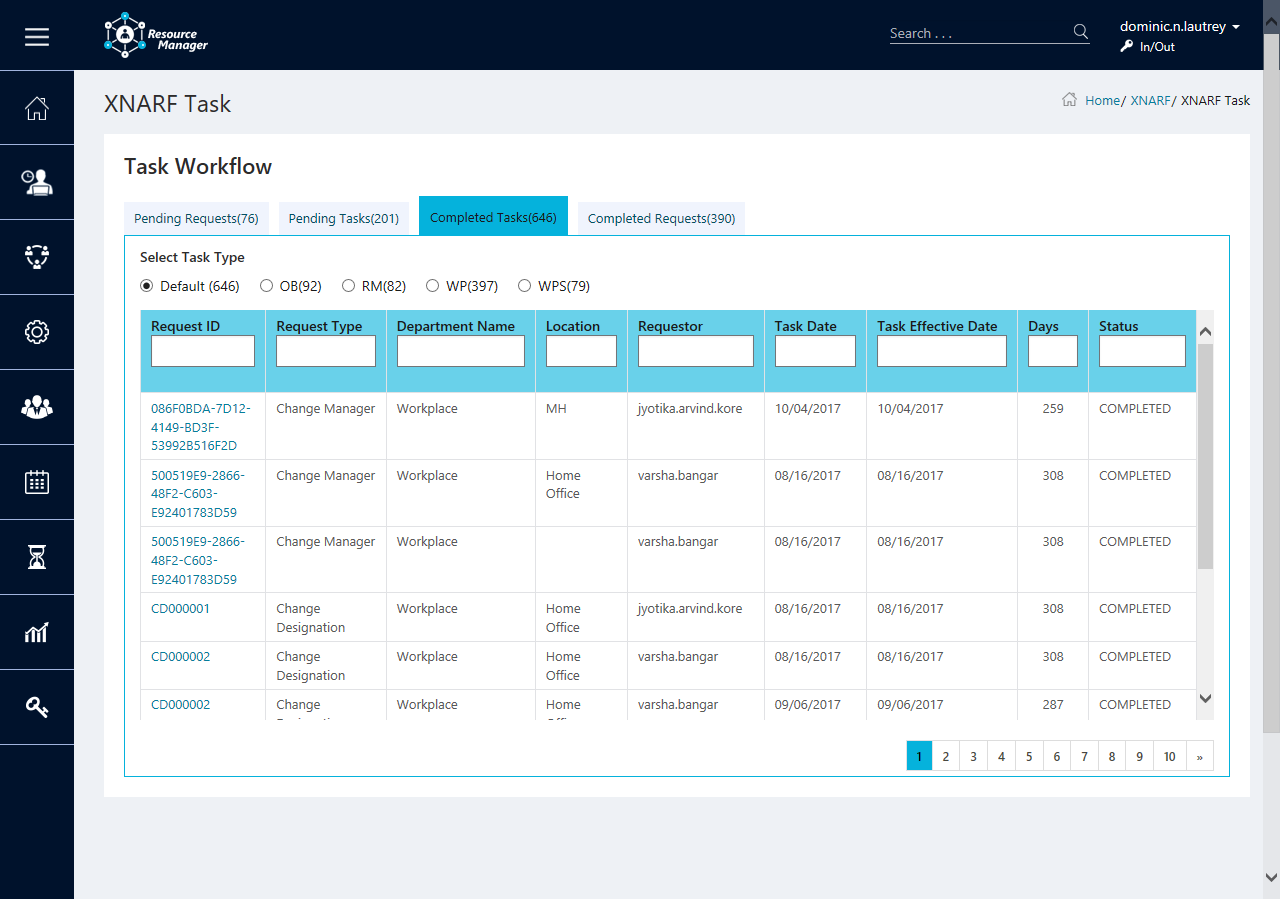 Resource
Manager
Search . . .
dominic.n.lautrey
In/Out
XNARF Task
Home/ XNARF/ XNARF Task
Task Workflow
Pending Requests(76) Pending Tasks(201) Completed Tasks(646) Completed Requests(390)
Select Task Type
Default (646) OB(92) RM(82) WP(397) WPS(79)
Request ID Request Type Department Name Location Requestor Task Date Task Effective Date Days Status
086F0BDA-7D12- Change Manager Workplace MH jyotika.arvind.kore 10/04/2017 10/04/2017 259 COMPLETED
4149-BD3F-
53992B516F2D
500519E9-2866- Change Manager Workplace Home varsha.bangar 08/16/2017 08/16/2017 308 COMPLETED
48F2-C603- Office
E92401783D59
500519E9-2866- Change Manager Workplace varsha.bangar 08/16/2017 08/16/2017 308 COMPLETED
48F2-C603-
E92401783D59
CD000001 Change Workplace Home jyotika.arvind.kore 08/16/2017 08/16/2017 308 COMPLETED
Designation Office
CD000002 Change Workplace Home varsha.bangar 08/16/2017 08/16/2017 308 COMPLETED
Designation Office
CD000002 Change Workplace Home varsha.bangar 09/06/2017 09/06/2017 287 COMPLETED
1 2 3 4 5 6 7 8 9 10 »